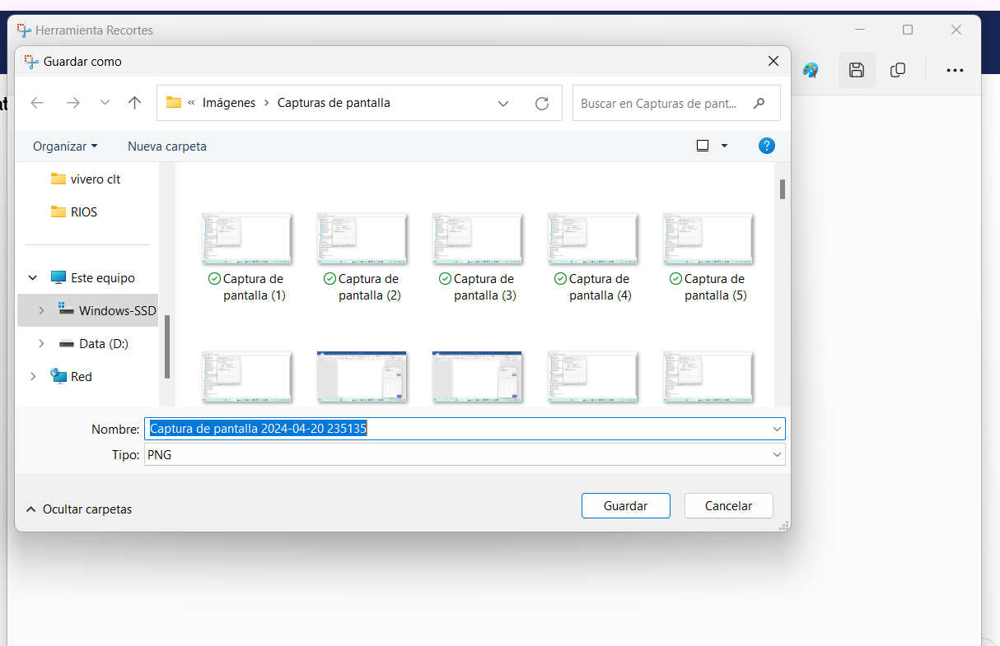 Herramienta Recortes
Guardar como
« Imágenes > Capturas de pantalla
Buscar en Capturas de pant...
Organizar
Nueva carpeta
?
vivero clt
RIOS
Este equipo
Windows-SSD
Data (D:)
Red
Captura de pantalla (1)
Captura de pantalla (2)
Captura de pantalla (3)
Captura de pantalla (4)
Captura de pantalla (5)
Nombre: Captura de pantalla 2024-04-20 235135
Tipo: PNG
Ocultar carpetas
Guardar
Cancelar